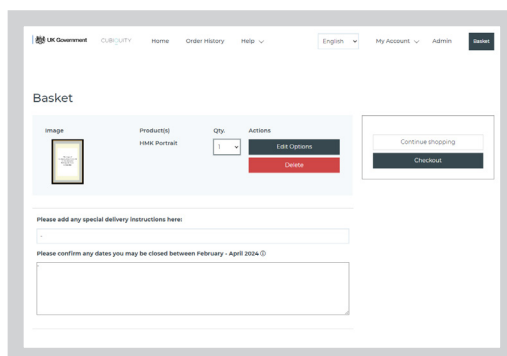 UK Government
CUBIQUITY
Home
Order History
Help
English
My Account
Admin
Basket
Basket
Image
Product(s)
Qty.
Actions
HMK Portrait
1
Edit Options
Delete
Continue shopping
Checkout
Please add any special delivery instructions here:
-
Please confirm any dates you may be closed between February - April 2024